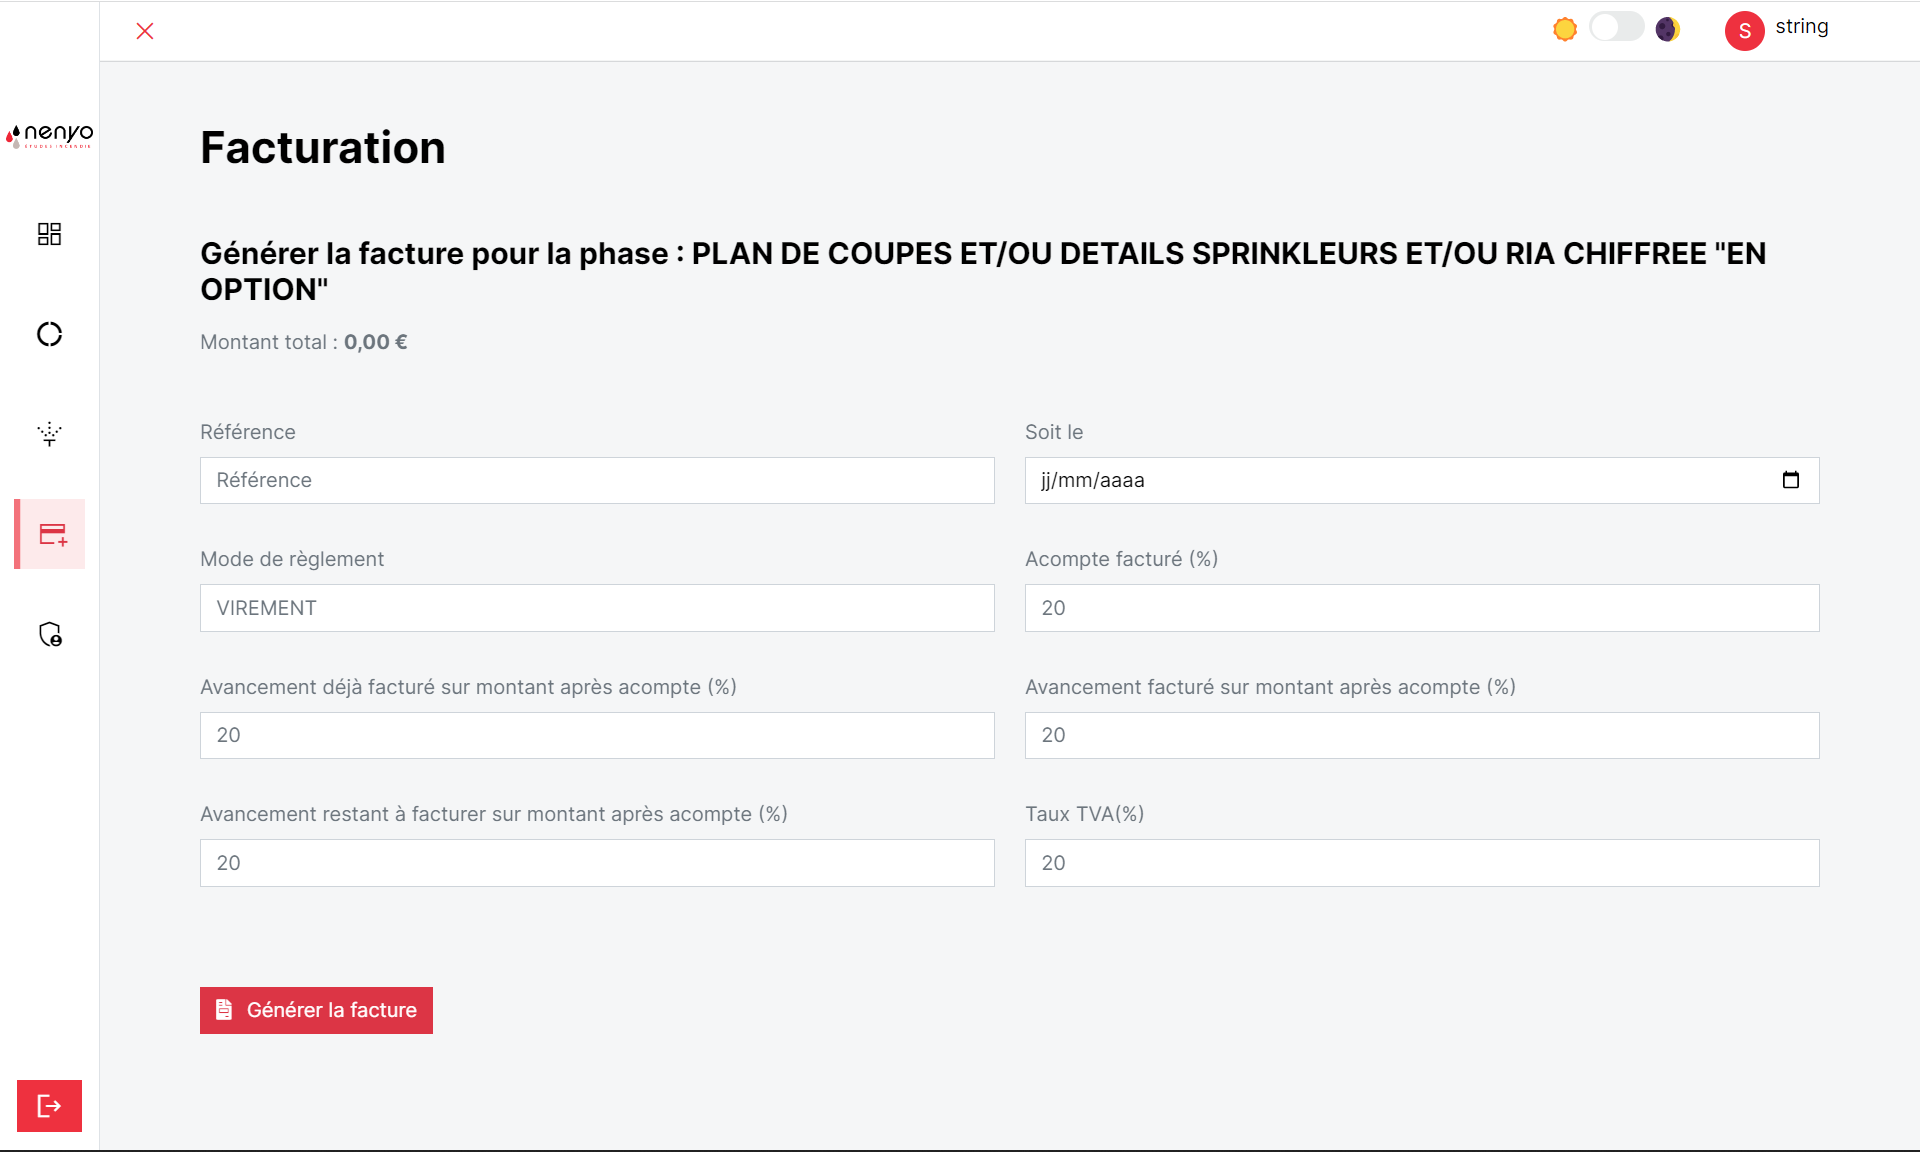 S string
nenyo
ETUDES INCENDIE
Facturation
Générer la facture pour la phase : PLAN DE COUPES ET/OU DETAILS SPRINKLEURS ET/OU RIA CHIFFREE "EN
OPTION"
Montant total : 0,00 €
Référence
Référence
Soit le
jj/mm/aaaa
Mode de règlement
VIREMENT
Acompte facturé (%)
20
Avancement déjà facturé sur montant après acompte (%)
20
Avancement facturé sur montant après acompte (%)
20
Avancement restant à facturer sur montant après acompte (%)
20
Taux TVA(%)
20
Générer la facture